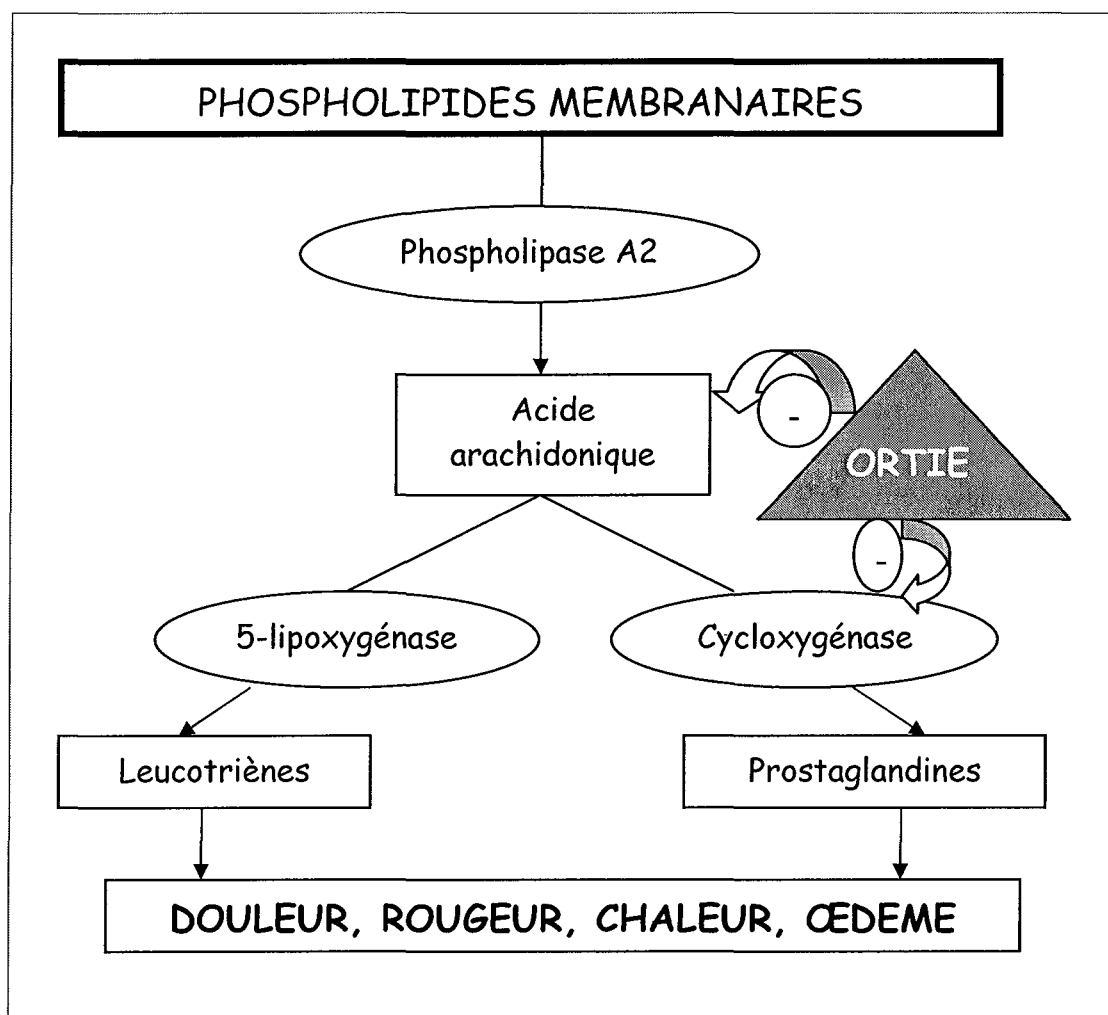 PHOSPHOLIPIDES MEMBRANAIRES
Phospholipase A2
Acide
arachidonique
-
ORTIE
-
5-lipoxygénase
Cycloxygénase
Leucotriènes
Prostaglandines
DOULEUR, ROUGEUR, CHALEUR, ŒDEME